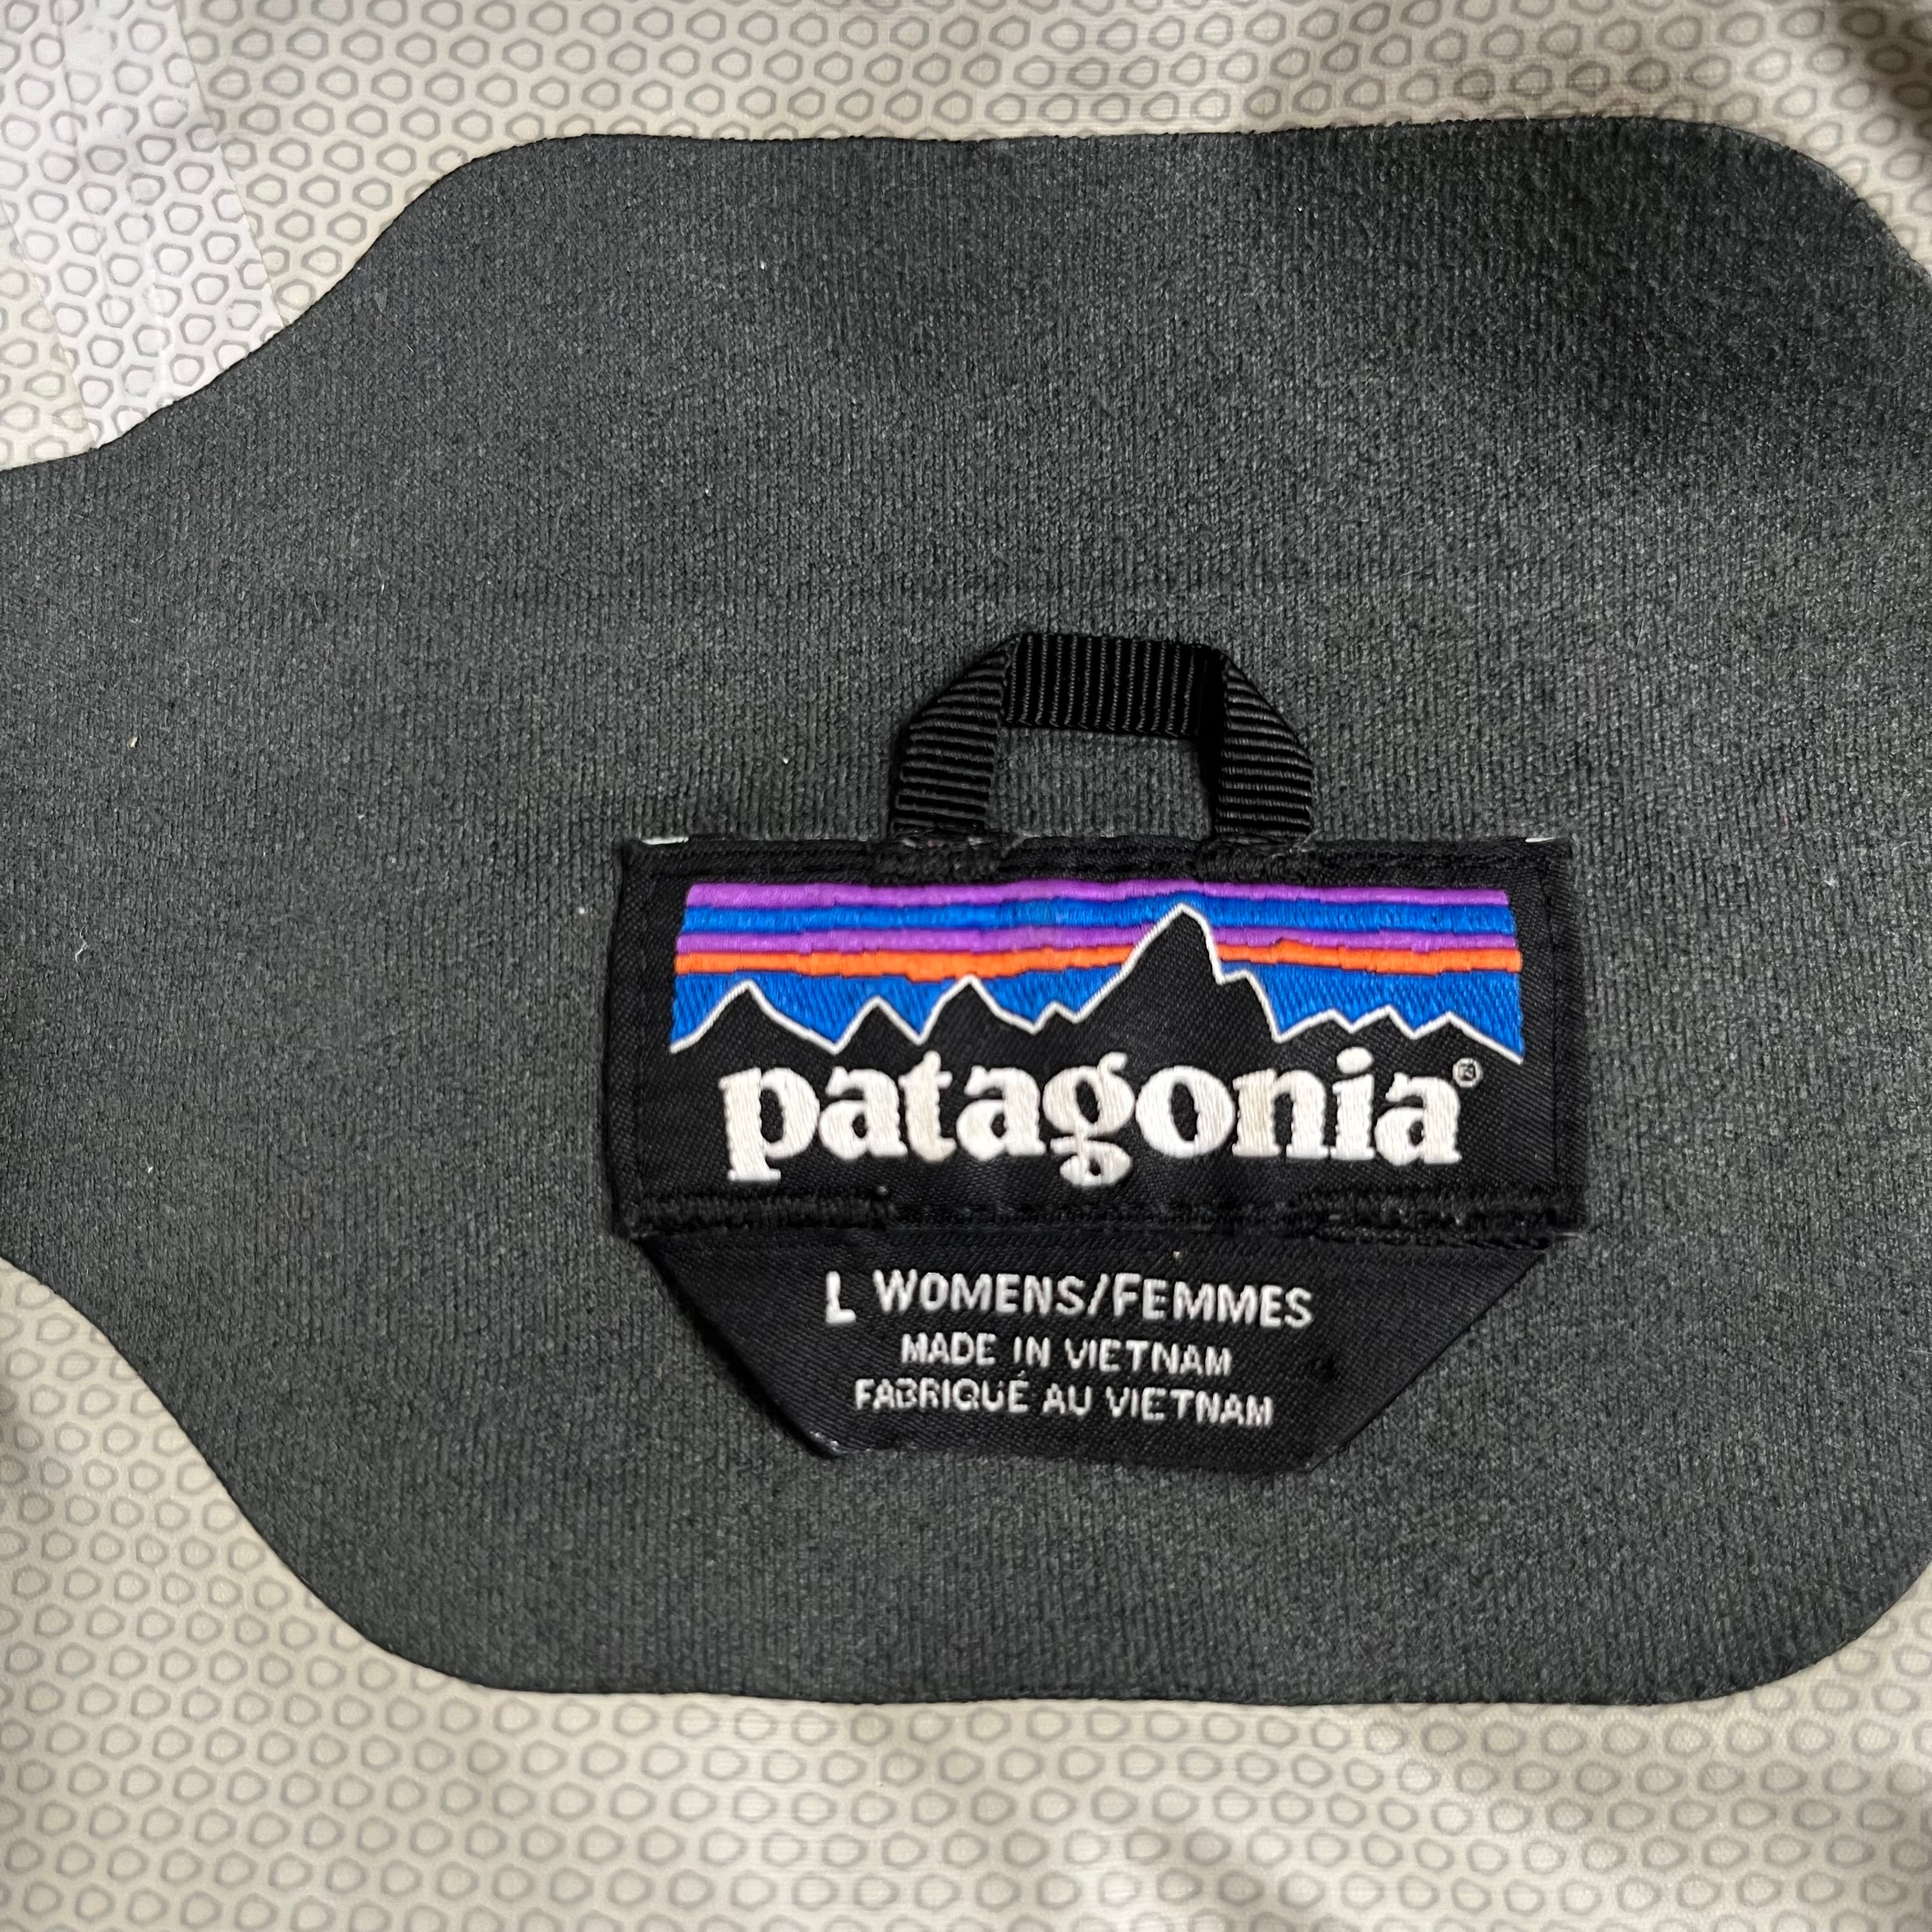 patagonia®
L WOMENS/FEMMES
MADE IN VIETNAM
FABRIQUÉ AU VIETNAM